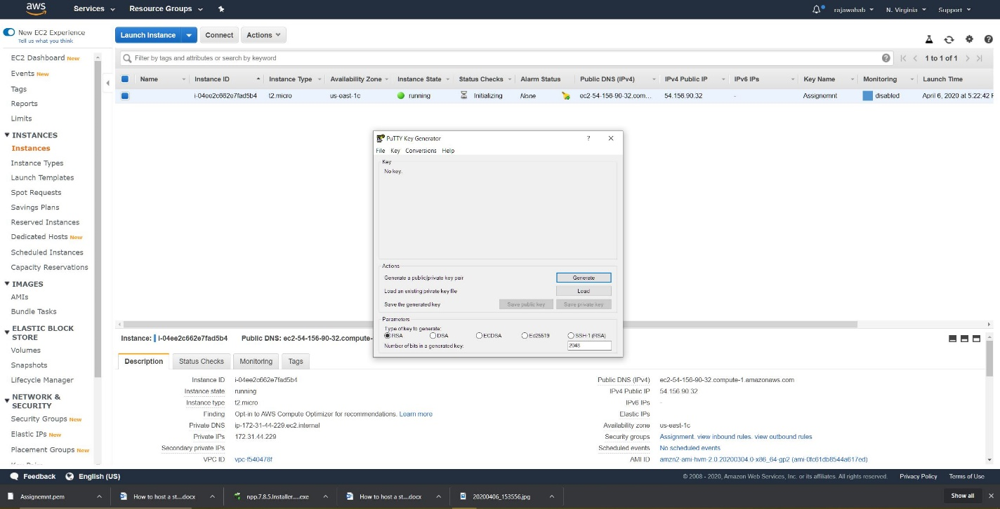 aws Services Resource Groups rajawahab N. Virginia Support
New EC2 Experience
Tell us what you think
EC2 Dashboard New
Events New
Tags
Reports
Limits
INSTANCES
Instances
Instance Types
Launch Templates
Spot Requests
Savings Plans
Reserved Instances
Dedicated Hosts New
Scheduled Instances
Capacity Reservations
IMAGES
AMIs
Bundle Tasks
ELASTIC BLOCK
STORE
Volumes
Snapshots
Lifecycle Manager
NETWORK &
SECURITY
Security Groups New
Elastic IPs New
Placement Groups New
Launch Instance Connect Actions
Filter by tags and attributes or search by keyword 1 to 1 of 1
Name Instance ID Instance Type Availability Zone Instance State Status Checks Alarm Status Public DNS (IPv4) IPv4 Public IP IPv6 IPs Key Name Monitoring Launch Time
i-04ee2c662e7fad5b4 t2.micro us-east-1c running Initializing None ec2-54-156-90-32.com... 54.156.90.32 - Assignemnt disabled April 6, 2020 at 5:22:42 P
PuTTY Key Generator ?
File Key Conversions Help
Key
No key.
Actions
Generate a public/private key pair Generate
Load an existing private key file Load
Save the generated key Save public key Save private key
Parameters
Type of key to generate:
RSA DSA ECDSA Ed25519 SSH-1 (RSA)
Number of bits in a generated key: 2048
Instance: i-04ee2c662e7fad5b4 Public DNS: ec2-54-156-90-32.compute-
Description Status Checks Monitoring Tags
Instance ID i-04ee2c662e7fad5b4 Public DNS (IPv4) ec2-54-156-90-32.compute-1.amazonaws.com
Instance state running IPv4 Public IP 54.156.90.32
Instance type t2.micro IPv6 IPs -
Finding Opt-in to AWS Compute Optimizer for recommendations. Learn more Elastic IPs
Private DNS ip-172-31-44-229.ec2.internal Availability zone us-east-1c
Private IPs 172.31.44.229 Security groups Assignment. view inbound rules. view outbound rules
Secondary private IPs Scheduled events No scheduled events
VPC ID vpc-f540478f AMI ID amzn2-ami-hvm-2.0.20200304.0-x86_64-gp2 (ami-0fc61db8544a617ed)
Feedback English (US) © 2008 - 2020, Amazon Web Services, Inc. or its affiliates. All rights reserved. Privacy Policy Terms of Use
Assignemnt.pem How to host a st....docx npp.7.8.5.Installer.....exe How to host a st....docx 20200406_153556.jpg Show all